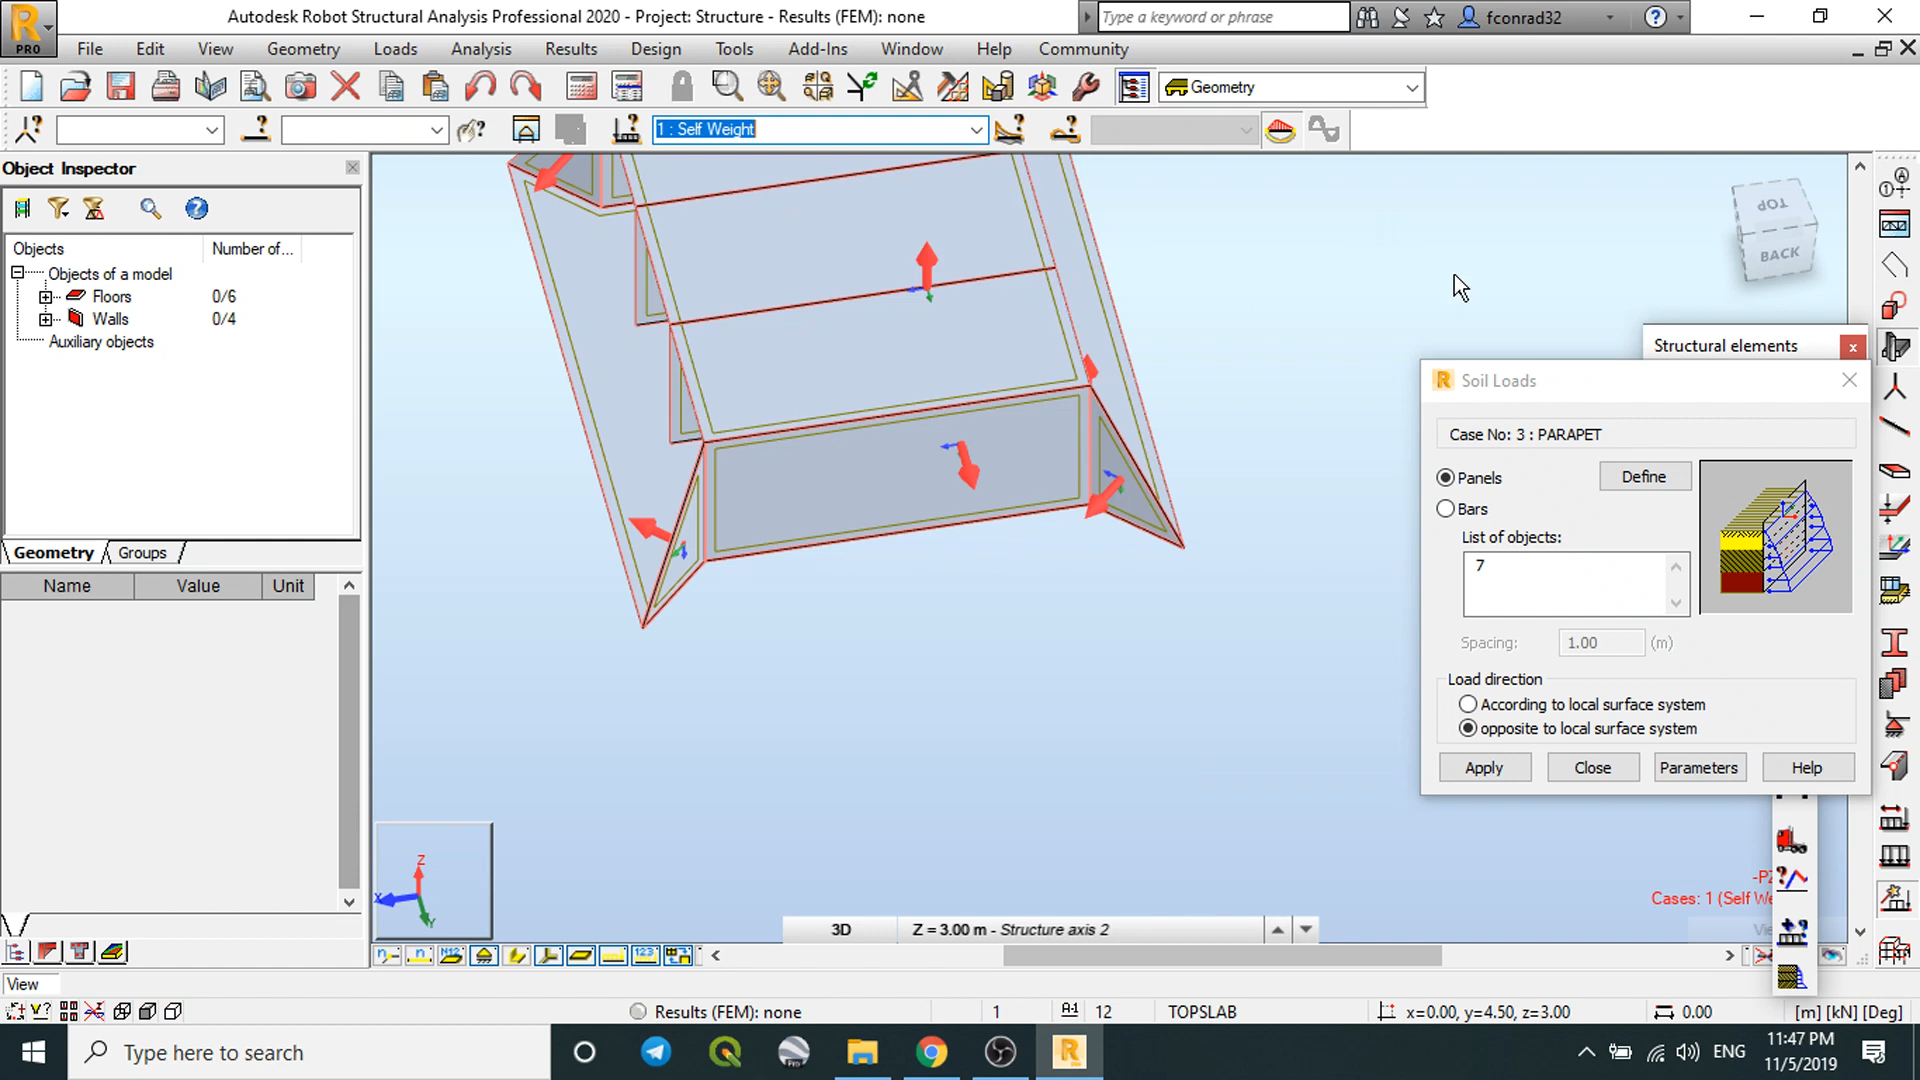 Autodesk Robot Structural Analysis Professional 2020 - Project: Structure - Results (FEM): none
Type a keyword or phrase
fconrad32
PRO
File Edit View Geometry Loads Analysis Results Design Tools Add-Ins Window Help Community
Geometry
1 : Self Weight
Object Inspector
Objects Number of...
Objects of a model
Floors 0/6
Walls 0/4
Auxiliary objects
Geometry Groups
Name Value Unit
TOP
BACK
Structural elements
Soil Loads
Case No: 3 : PARAPET
Panels
Define
Bars
List of objects:
7
Spacing: 1.00 (m)
Load direction
According to local surface system
opposite to local surface system
Apply Close Parameters Help
Z
X
Y
Cases: 1 (Self We
3D Z = 3.00 m - Structure axis 2
View
Results (FEM): none 1 12 TOPSLAB x=0.00, y=4.50, z=3.00 0.00 [m] [kN] [Deg]
Type here to search
ENG
11:47 PM
11/5/2019